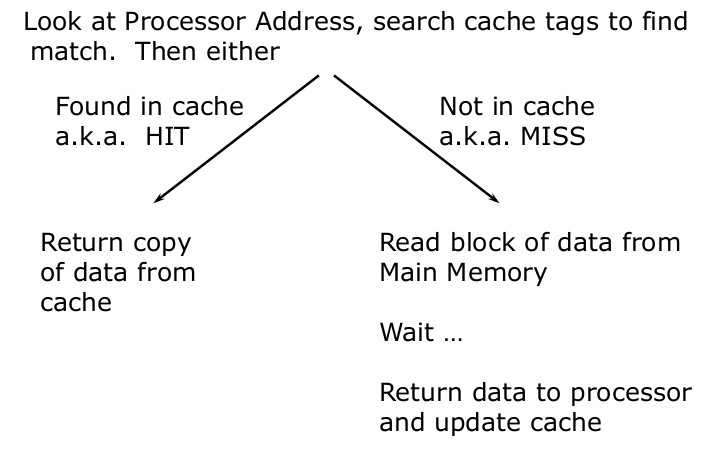 Look at Processor Address, search cache tags to find
match.  Then either
Found in cache
a.k.a.  HIT
Not in cache
a.k.a. MISS
Return copy
of data from
cache
Read block of data from
Main Memory
Wait …
Return data to processor
and update cache